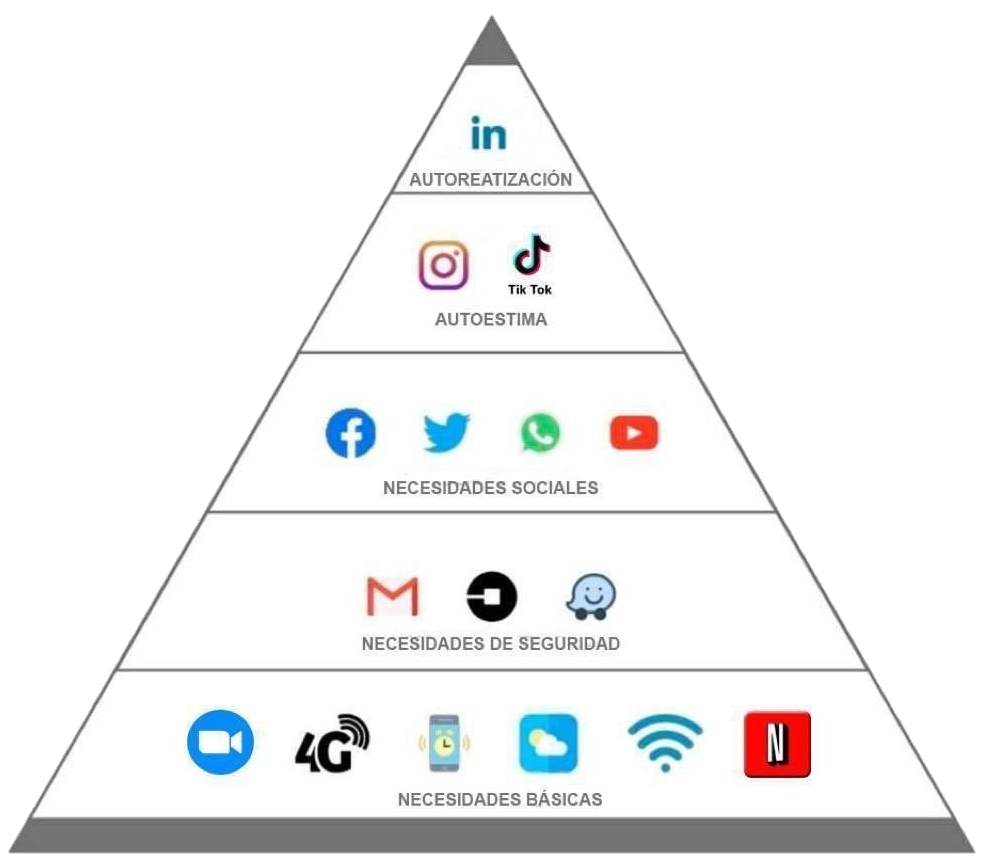 in
AUTOREATIZACIÓN
Tik Tok
AUTOESTIMA
NECESIDADES SOCIALES
NECESIDADES DE SEGURIDAD
4G
N
NECESIDADES BÁSICAS